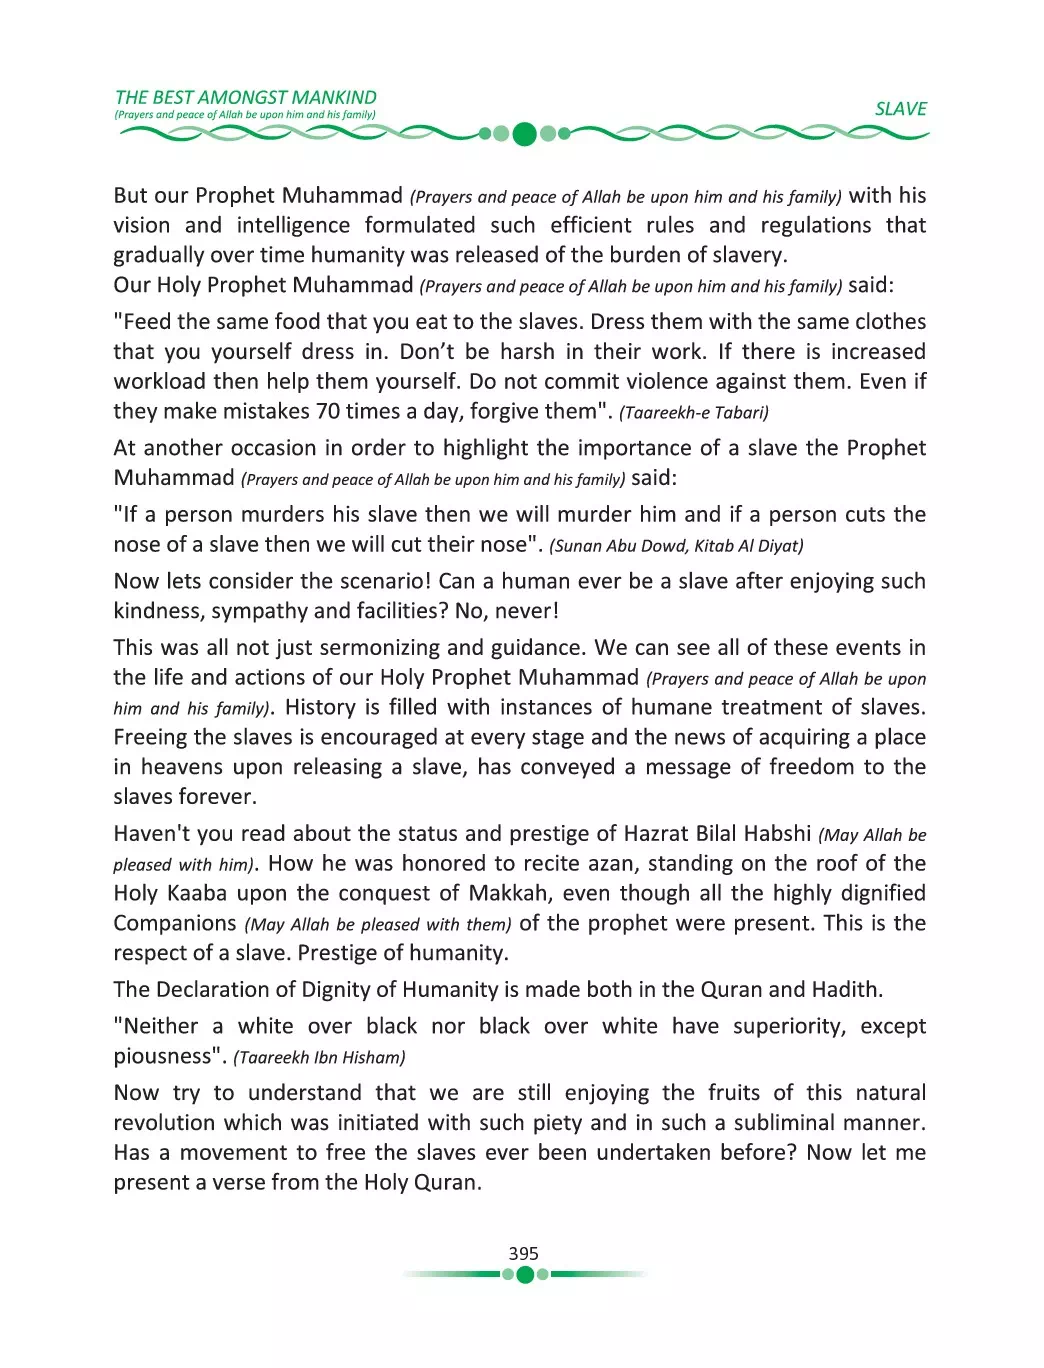 THE BEST AMONGST MANKIND
(Prayers and peace of Allah be upon him and his family)
SLAVE
But our Prophet Muhammad (Prayers and peace of Allah be upon him and his family) with his
vision and intelligence formulated such efficient rules and regulations that
gradually over time humanity was released of the burden of slavery.
Our Holy Prophet Muhammad (Prayers and peace of Allah be upon him and his family) said:
"Feed the same food that you eat to the slaves. Dress them with the same clothes
that you yourself dress in. Don’t be harsh in their work. If there is increased
workload then help them yourself. Do not commit violence against them. Even if
they make mistakes 70 times a day, forgive them". (Taareekh-e Tabari)
At another occasion in order to highlight the importance of a slave the Prophet
Muhammad (Prayers and peace of Allah be upon him and his family) said:
"If a person murders his slave then we will murder him and if a person cuts the
nose of a slave then we will cut their nose". (Sunan Abu Dowd, Kitab Al Diyat)
Now lets consider the scenario! Can a human ever be a slave after enjoying such
kindness, sympathy and facilities? No, never!
This was all not just sermonizing and guidance. We can see all of these events in
the life and actions of our Holy Prophet Muhammad (Prayers and peace of Allah be upon
him and his family). History is filled with instances of humane treatment of slaves.
Freeing the slaves is encouraged at every stage and the news of acquiring a place
in heavens upon releasing a slave, has conveyed a message of freedom to the
slaves forever.
Haven't you read about the status and prestige of Hazrat Bilal Habshi (May Allah be
pleased with him). How he was honored to recite azan, standing on the roof of the
Holy Kaaba upon the conquest of Makkah, even though all the highly dignified
Companions (May Allah be pleased with them) of the prophet were present. This is the
respect of a slave. Prestige of humanity.
The Declaration of Dignity of Humanity is made both in the Quran and Hadith.
"Neither a white over black nor black over white have superiority, except
piousness". (Taareekh Ibn Hisham)
Now try to understand that we are still enjoying the fruits of this natural
revolution which was initiated with such piety and in such a subliminal manner.
Has a movement to free the slaves ever been undertaken before? Now let me
present a verse from the Holy Quran.
395